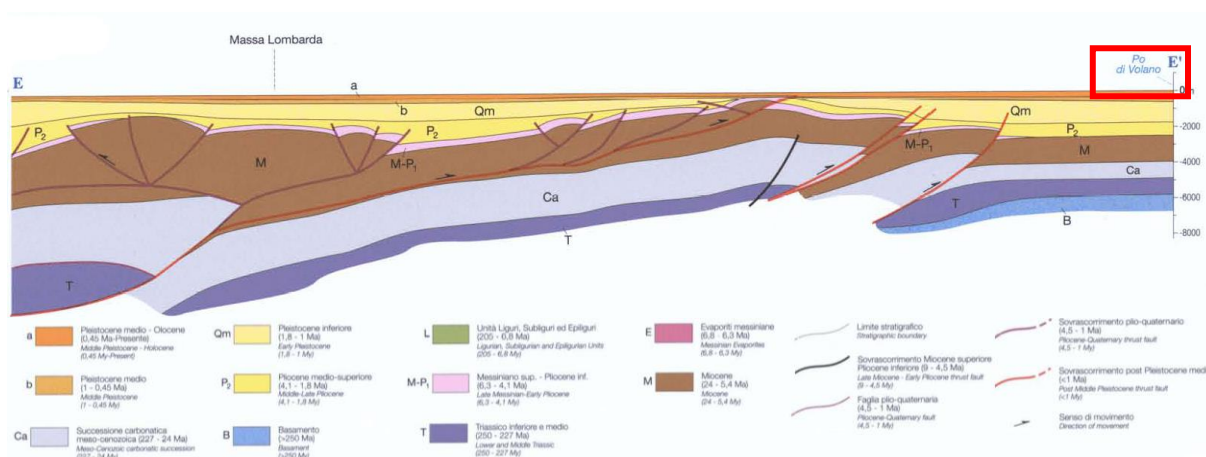 Massa Lombarda
Po
di Volano
E'
E
a
b
Qm
P2
M
M-P1
P2
Ca
T
Qm
M-P1
P2
M
Ca
T
B
T
-2000
-4000
-6000
-8000
a
Pleistocene medio - Olocene
(0,45 Ma-Presente)
Middle Pleistocene - Holocene
(0,45 My-Present)
b
Pleistocene medio
(1 - 0,45 Ma)
Middle Pleistocene
(1 - 0,45 My)
Ca
Successione carbonatica
meso-cenozoica (227 - 24 Ma)
Meso-Cenozoic carbonatic succession
(227 - 24 My)
Qm
Pleistocene inferiore
(1,8 - 1 Ma)
Early Pleistocene
(1,8 - 1 My)
P2
Pliocene medio-superiore
(4,1 - 1,8 Ma)
Middle-Late Pliocene
(4,1 - 1,8 My)
B
Basamento
(>250 Ma)
Basament
(>250 My)
L
Unità Liguri, Subliguri ed Epiliguri
(205 - 6,8 Ma)
Ligurian, Subligurian and Epiligurian Units
(205 - 6,8 My)
M-P1
Messiniano sup. - Pliocene inf.
(6,3 - 4,1 Ma)
Late Messinian-Early Pliocene
(6,3 - 4,1 My)
T
Triassico inferiore e medio
(250 - 227 Ma)
Lower and Middle Triassic
(250 - 227 My)
E
Evaporiti messiniane
(6,8 - 6,3 Ma)
Messinian Evaporites
(6,8 - 6,3 My)
M
Miocene
(24 - 5,4 Ma)
Miocene
(24 - 5,4 My)
Limite stratigrafico
Stratigraphic boundary
Sovrascorrimento Miocene superiore
Pliocene inferiore (9 - 4,5 Ma)
Late Miocene - Early Pliocene thrust fault
(9 - 4,5 My)
Faglia plio-quaternaria
(4,5 - 1 Ma)
Pliocene-Quaternary fault
(4,5 - 1 My)
Sovrascorrimento plio-quaternario
(4,5 - 1 Ma)
Pliocene-Quaternary thrust fault
(4,5 - 1 My)
Sovrascorrimento post Pleistocene medio
(<1 Ma)
Post Middle Pleistocene thrust fault
(<1 My)
Senso di movimento
Direction of movement